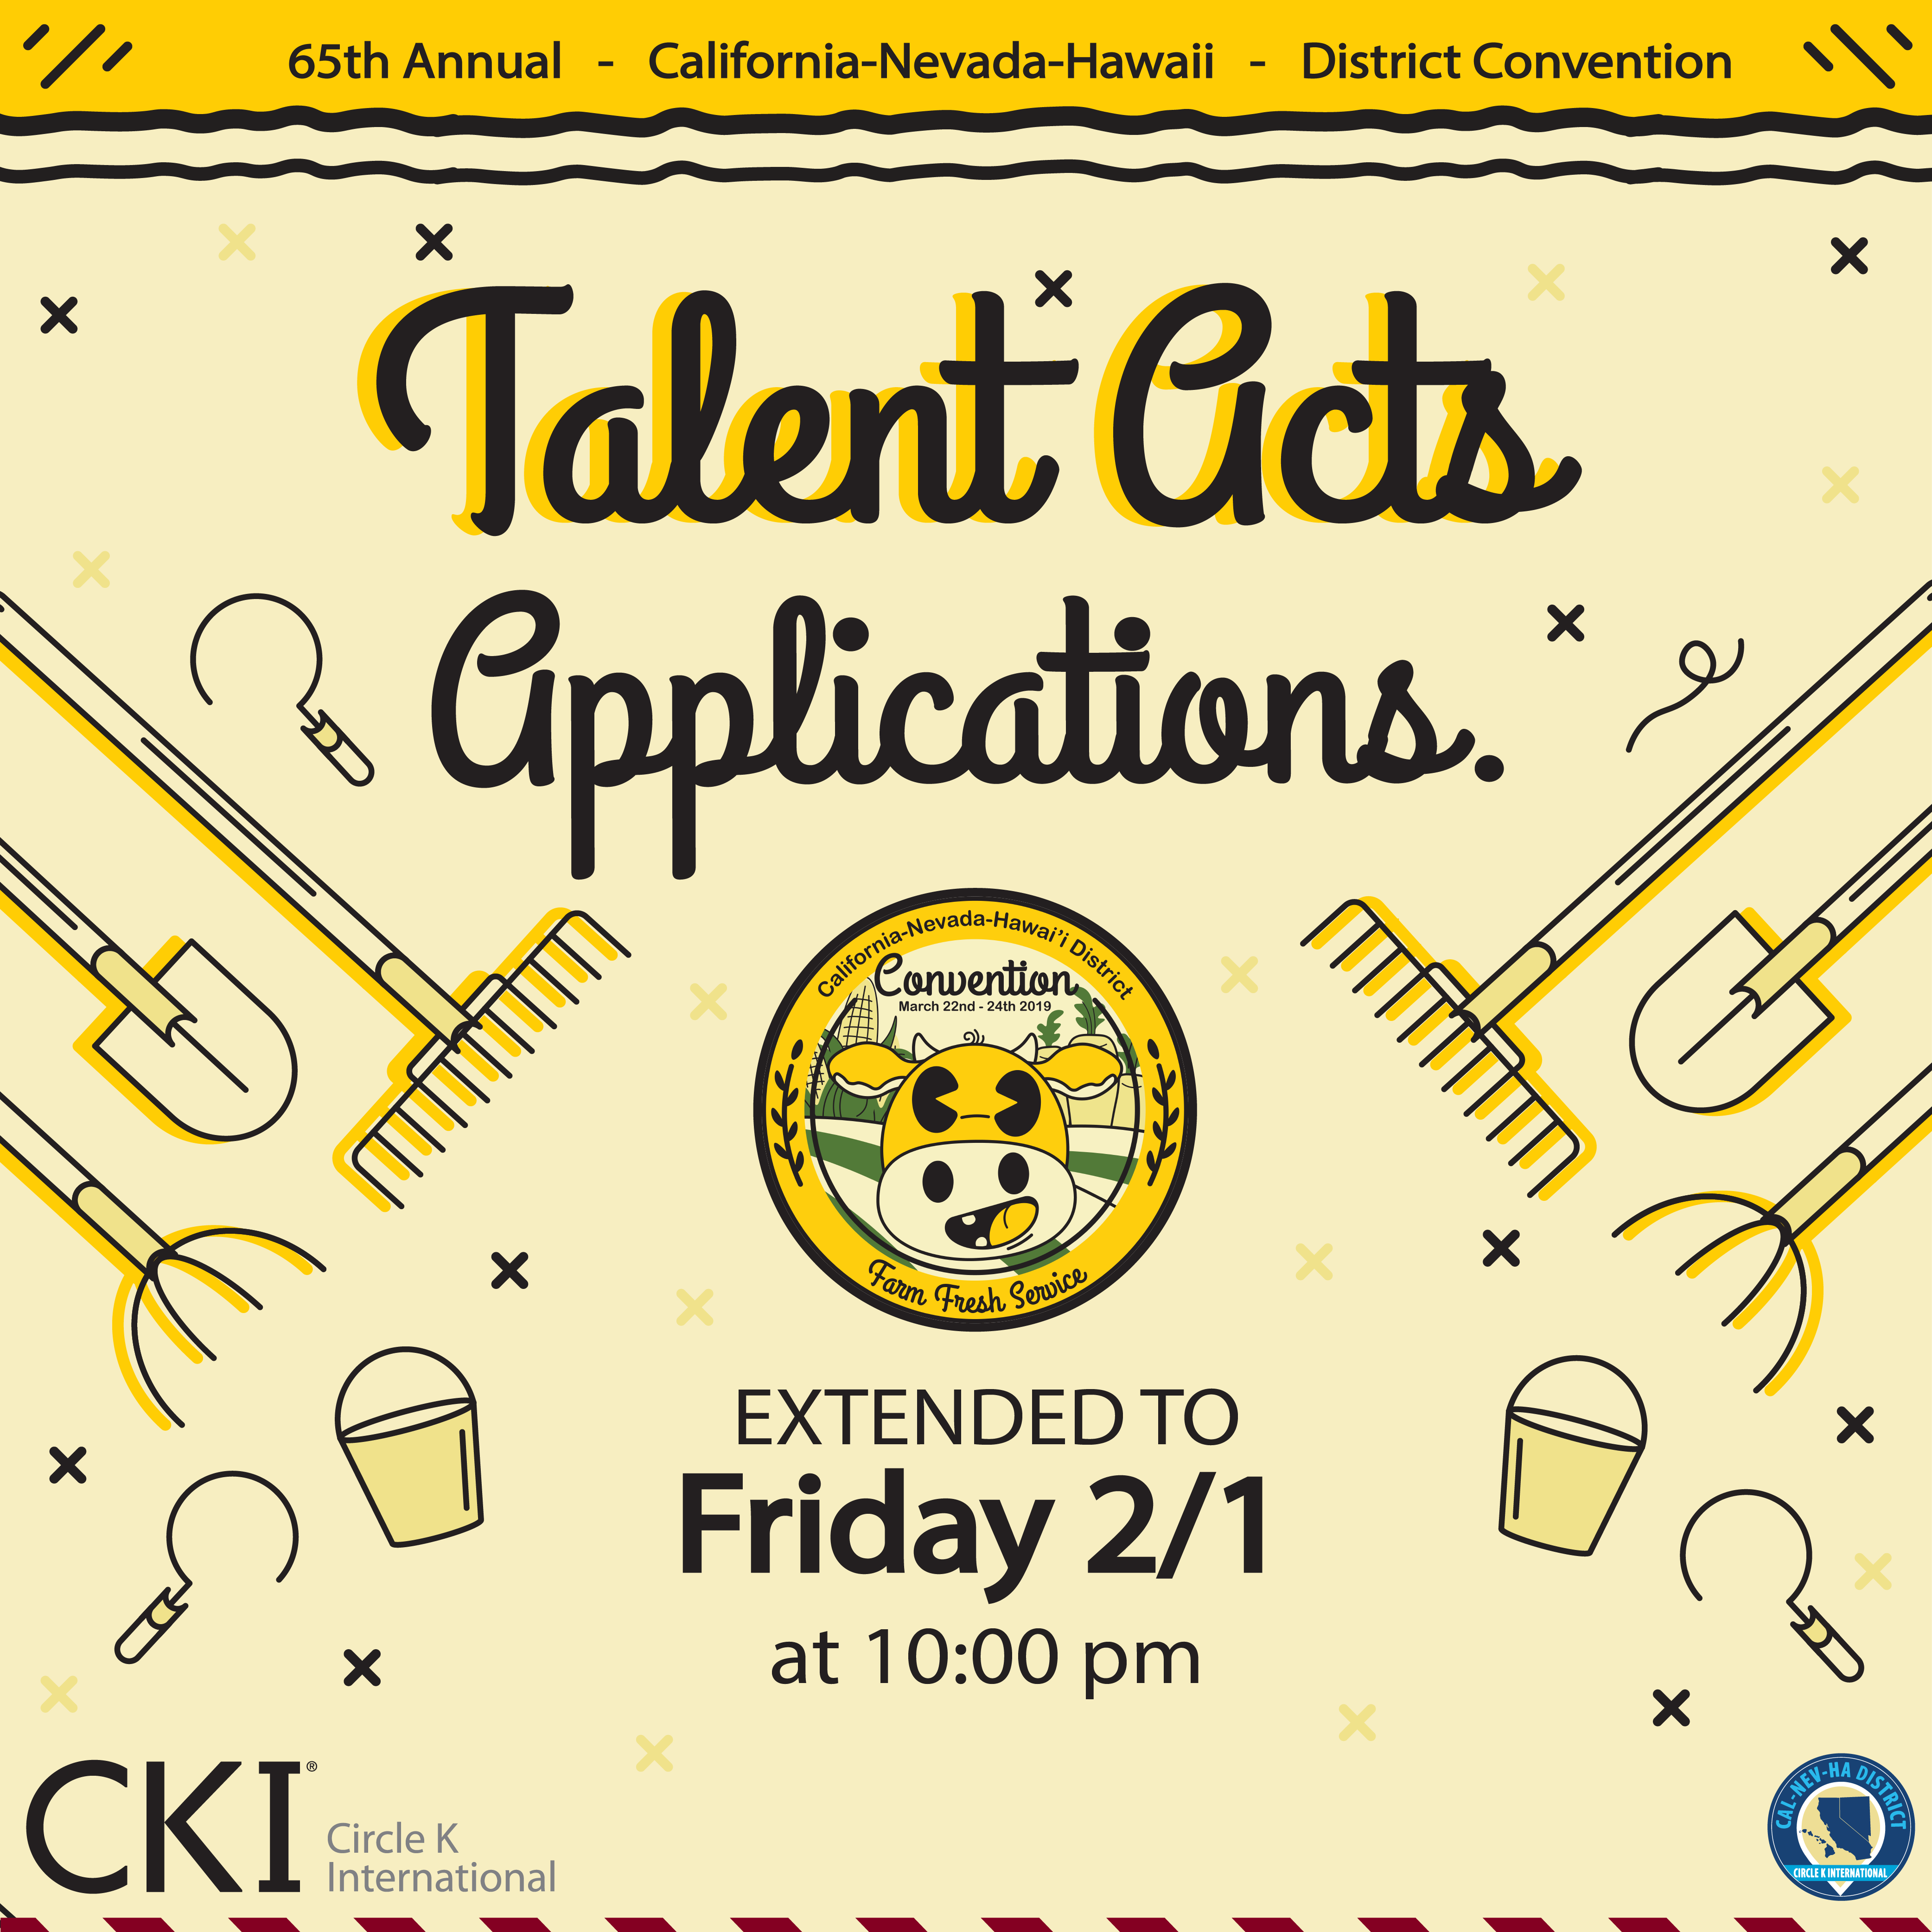 65th Annual - California-Nevada-Hawaii - District Convention
Talent Acts
Applications.
California-Nevada-Hawai'i District
Convention
March 22nd - 24th 2019
Farm Fresh Service
EXTENDED TO
Friday 2/1
at 10:00 pm
CKI®
Circle K
International
CAL-NEV-HA DISTRICT
CIRCLE K INTERNATIONAL